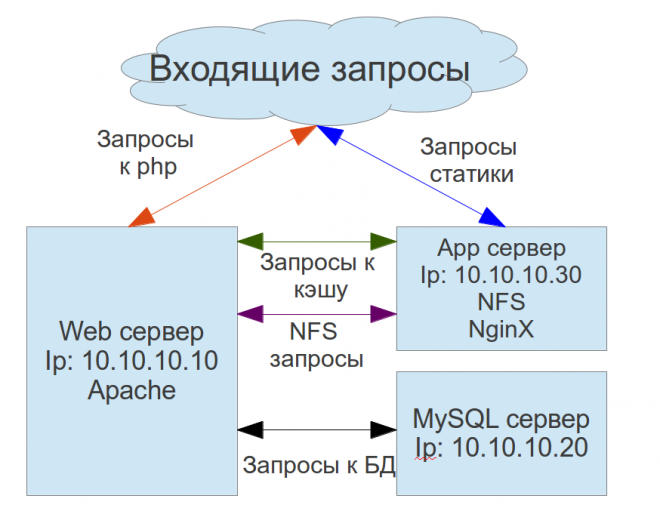 Входящие запросы
Запросы
к php
Запросы
статики
Запросы к
кэшу
NFS
запросы
Web сервер
Ip: 10.10.10.10
Apache
App сервер
Ip: 10.10.10.30
NFS
NginX
MySQL сервер
Ip: 10.10.10.20
Запросы к БД